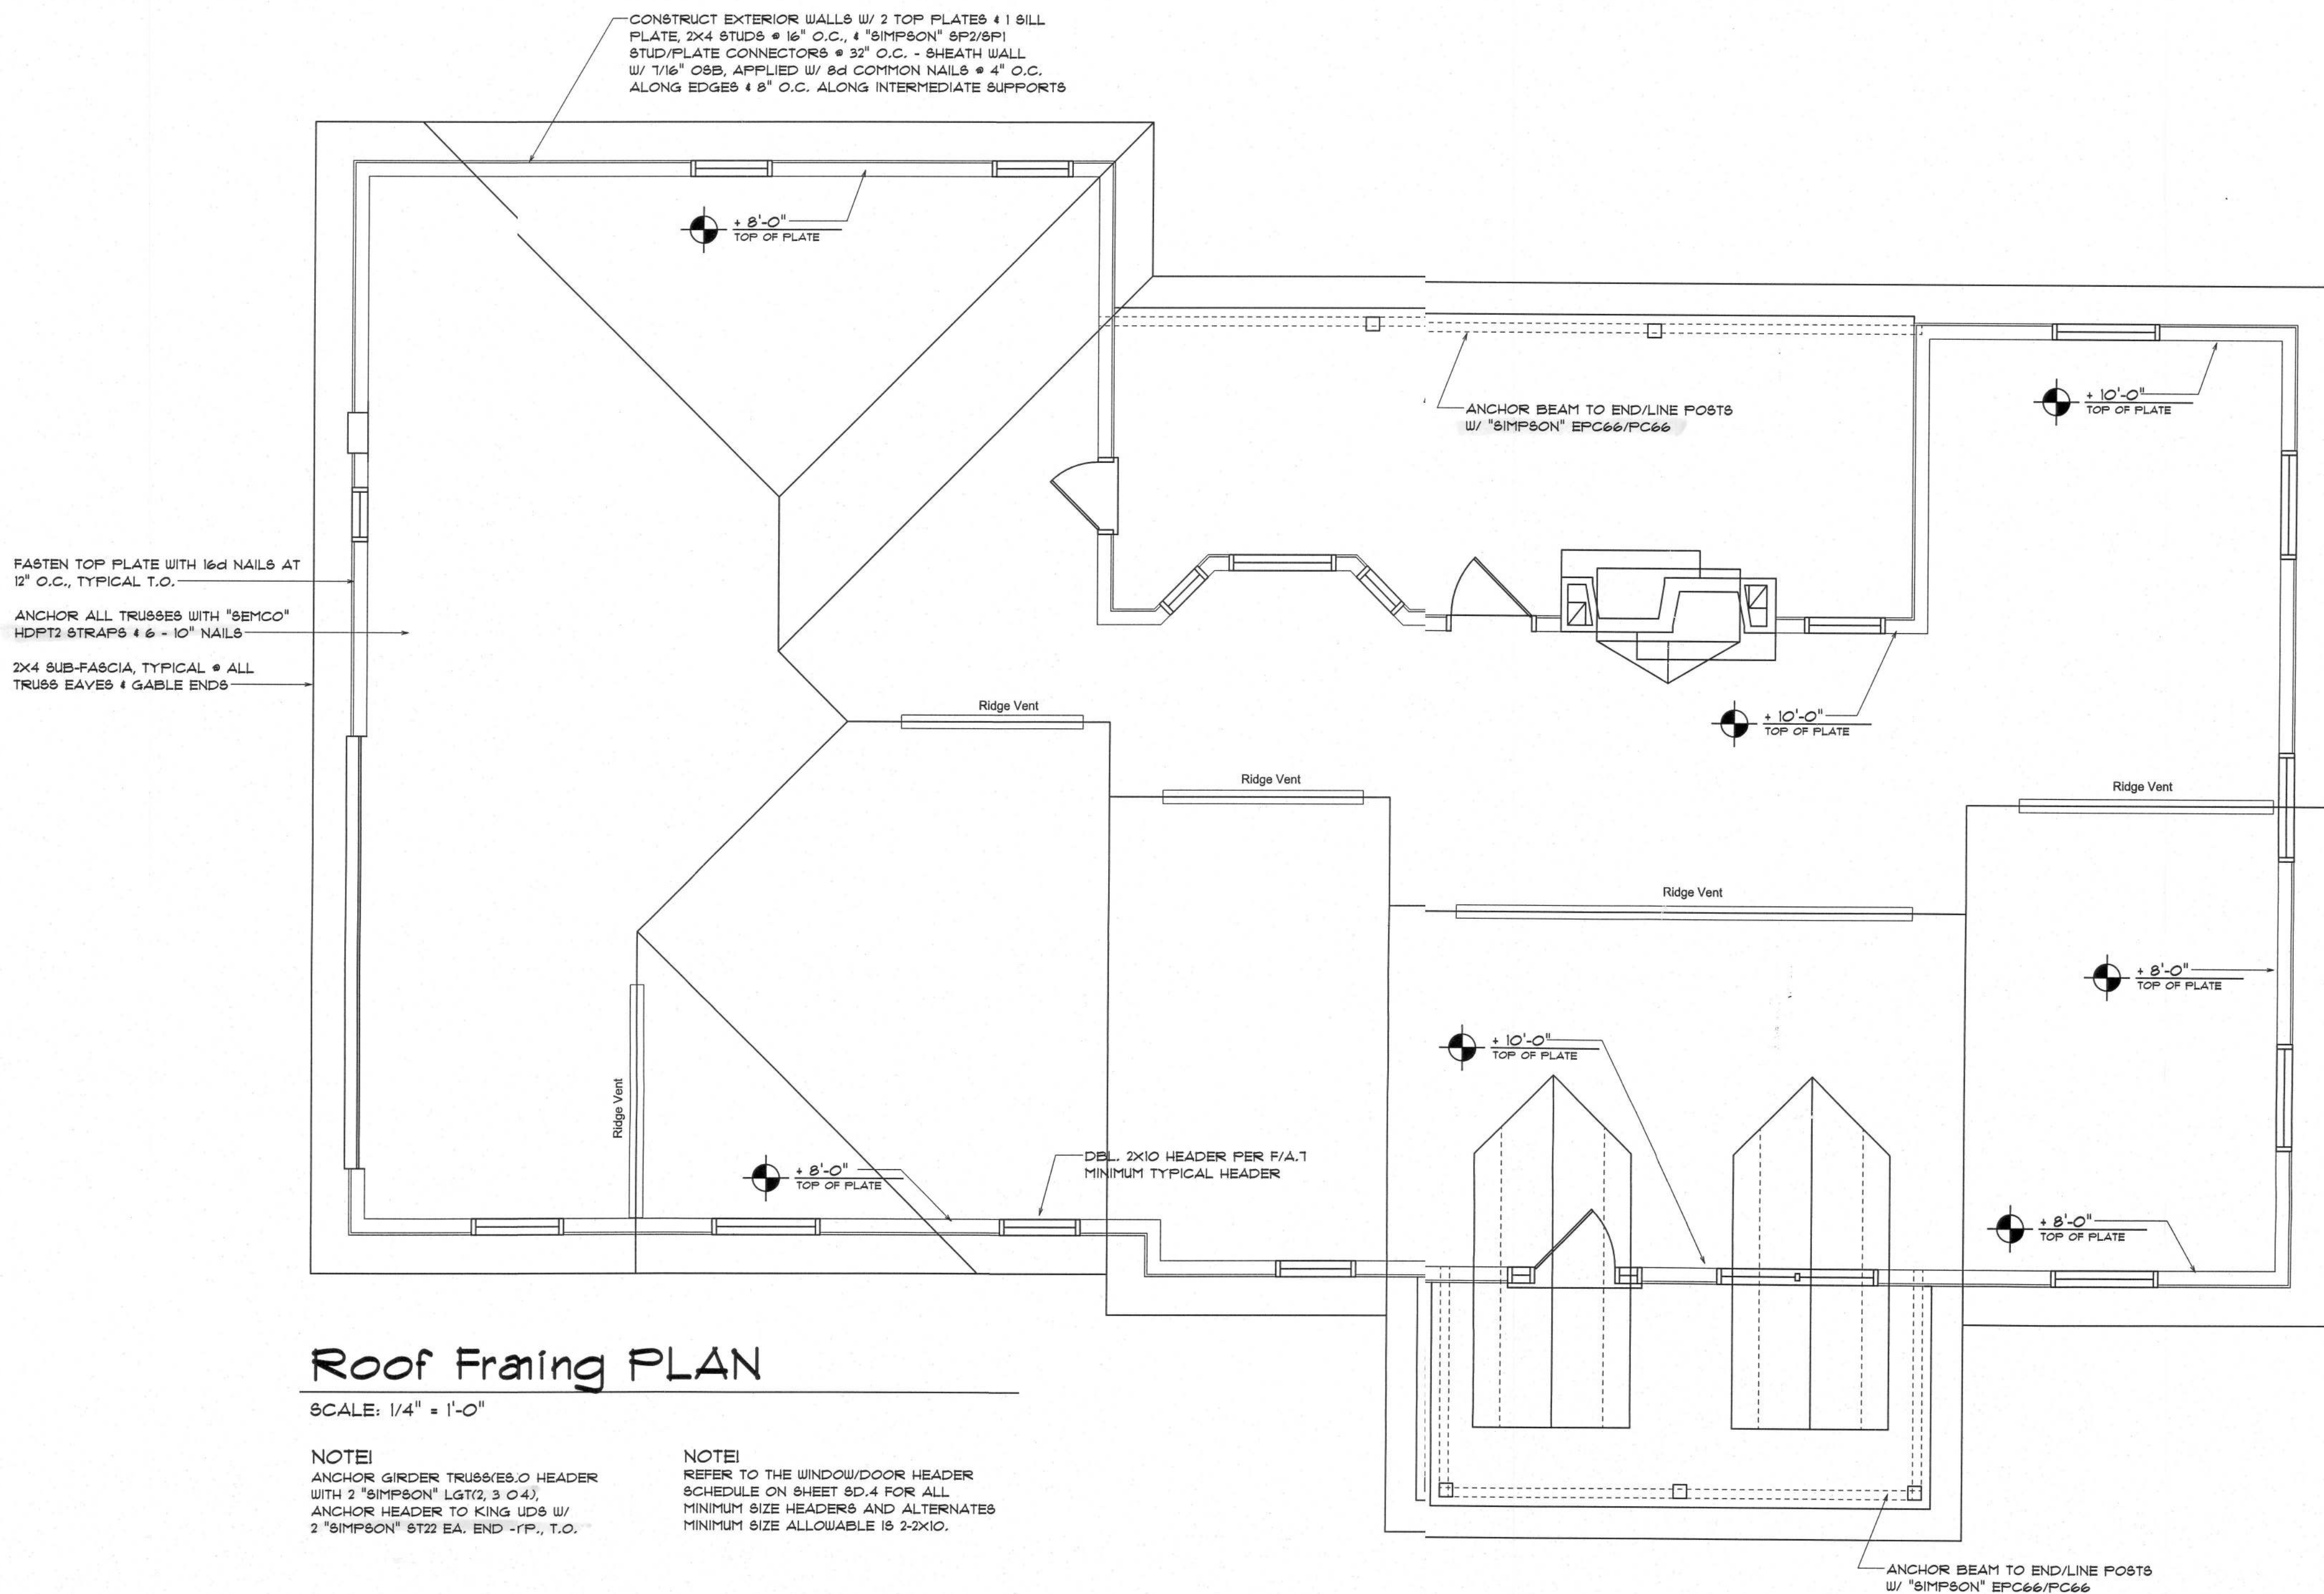 CONSTRUCT EXTERIOR WALLS W/ 2 TOP PLATES & 1 SILL
PLATE, 2X4 STUDS @ 16" O.C., & "SIMPSON" SP2/SP1
STUD/PLATE CONNECTORS @ 32" O.C. - SHEATH WALL
W/ 7/16" OSB, APPLIED W/ 8d COMMON NAILS @ 4" O.C.
ALONG EDGES & 8" O.C. ALONG INTERMEDIATE SUPPORTS
+ 8'-0"
TOP OF PLATE
ANCHOR BEAM TO END/LINE POSTS
W/ "SIMPSON" EPC66/PC66
+ 10'-0"
TOP OF PLATE
FASTEN TOP PLATE WITH 16d NAILS AT
12" O.C., TYPICAL T.O.
ANCHOR ALL TRUSSES WITH "SEMCO"
HDPT2 STRAPS & 6 - 10" NAILS
2X4 SUB-FASCIA, TYPICAL @ ALL
TRUSS EAVES & GABLE ENDS
Ridge Vent
+ 10'-0"
TOP OF PLATE
Ridge Vent
Ridge Vent
Ridge Vent
+ 8'-0"
TOP OF PLATE
+ 10'-0"
TOP OF PLATE
Ridge Vent
+ 8'-0"
TOP OF PLATE
DBL. 2X10 HEADER PER F/A.7
MINIMUM TYPICAL HEADER
+ 8'-0"
TOP OF PLATE
Roof Framing PLAN
SCALE: 1/4" = 1'-0"
NOTE!
ANCHOR GIRDER TRUSS(ES.O HEADER
WITH 2 "SIMPSON" LGT(2, 3 O 4),
ANCHOR HEADER TO KING UDS W/
2 "SIMPSON" ST22 EA. END - P., T.O.
NOTE!
REFER TO THE WINDOW/DOOR HEADER
SCHEDULE ON SHEET SD.4 FOR ALL
MINIMUM SIZE HEADERS AND ALTERNATES
MINIMUM SIZE ALLOWABLE IS 2-2X10.
ANCHOR BEAM TO END/LINE POSTS
W/ "SIMPSON" EPC66/PC66